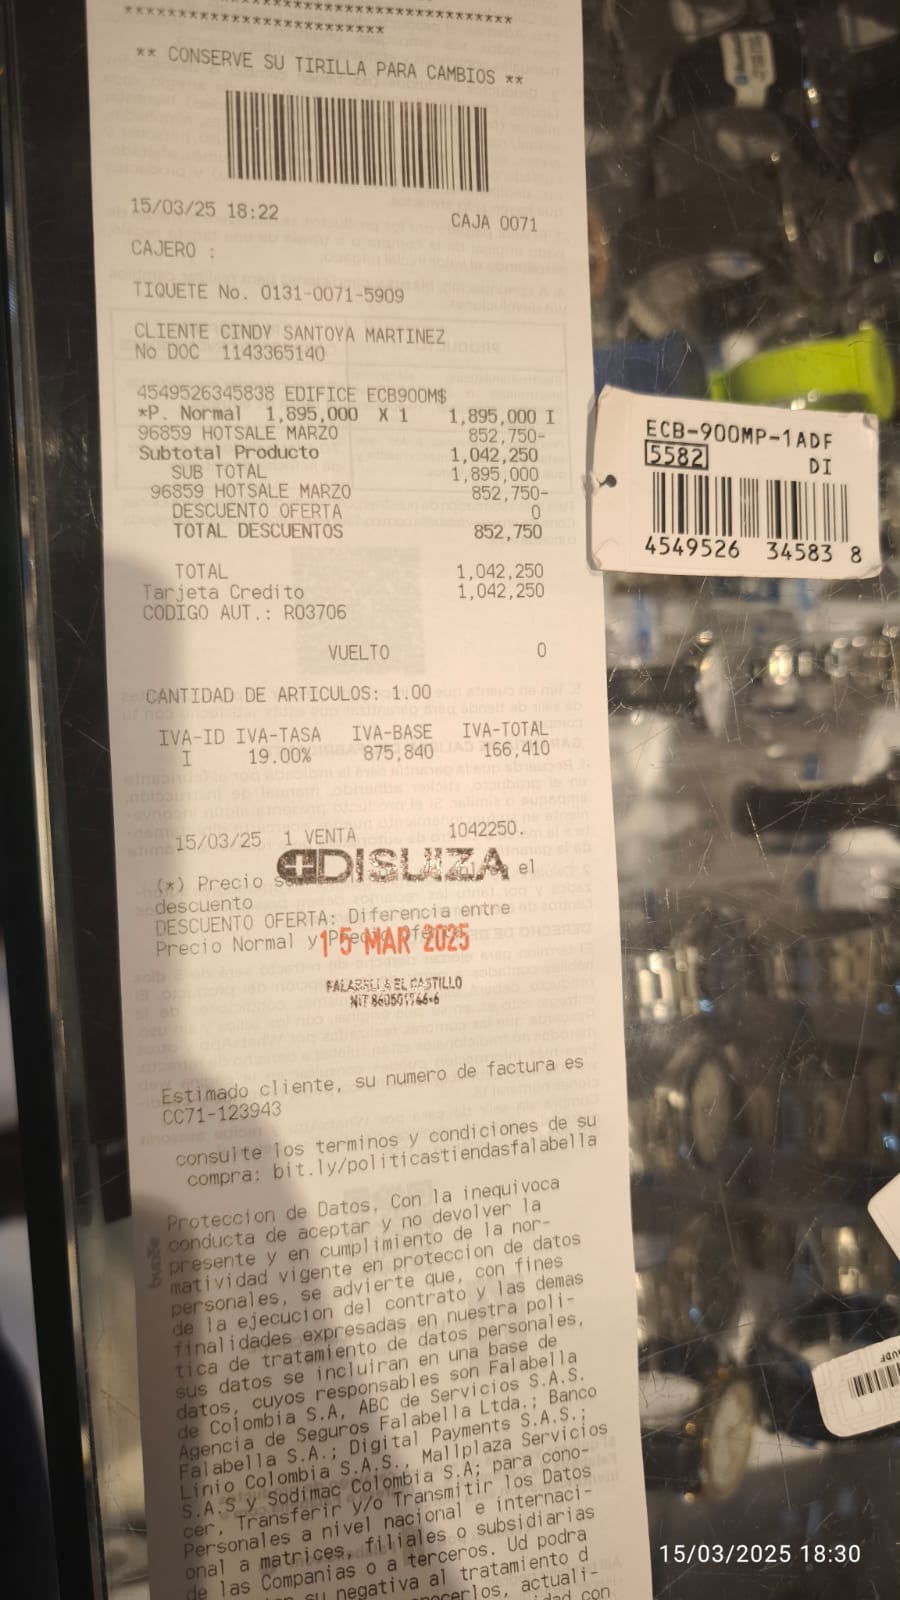 ** CONSERVE SU TIRILLA PARA CAMBIOS **
15/03/25 18:22 CAJA 0071
CAJERO :
TIQUETE No. 0131-0071-5909
CLIENTE CINDY SANTOYA MARTINEZ
No DOC 1143365140
4549526345838 EDIFICE ECB900M$
*P. Normal 1,895,000 X 1 1,895,000 I
96859 HOTSALE MARZO 852,750-
Subtotal Producto 1,042,250
SUB TOTAL 1,895,000
96859 HOTSALE MARZO 852,750-
DESCUENTO OFERTA 0
TOTAL DESCUENTOS 852,750
TOTAL 1,042,250
Tarjeta Credito 1,042,250
CODIGO AUT.: R03706
VUELTO 0
CANTIDAD DE ARTICULOS: 1.00
IVA-ID IVA-TASA IVA-BASE IVA-TOTAL
I 19.00% 875,840 166,410
15/03/25 1 VENTA 1042250.
DISUIZA
(*) Precio el
descuento
DESCUENTO OFERTA: Diferencia entre
Precio Normal y Precio
15 MAR 2025
FALABELLA EL CASTILLO
NIT
Estimado cliente, su numero de factura es
CC71-123943
consulte los terminos y condiciones de su
compra: bit.ly/politicastiendasfalabella
Proteccion de Datos, Con la inequivoca
conducta de aceptar y no devolver la
presente y en cumplimiento de la nor-
matividad vigente en proteccion de datos
personales, se advierte que, con fines
de la ejecucion del contrato y las demas
finalidades expresadas en nuestra poli-
tica de tratamiento de datos personales,
sus datos se incluiran en una base de
datos, cuyos responsables son Falabella
de Colombia S.A, ABC de Servicios S.A.S.
Agencia de Seguros Falabella Ltda.; Banco
Falabella S.A.; Digital Payments S.A.S.;
Linio Colombia S.A.S., Mallplaza Servicios
S.A.S y Sodimac Colombia S.A; para cono-
cer, Transferir y/o Transmitir los Datos
Personales a nivel nacional e internaci-
onal a matrices, filiales o subsidiarias
de las Companias o a terceros. Ud podra
su negativa al tratamiento d
actuali-
con
ECB-900MP-1ADF
5582 DI
4549526 34583 8
15/03/2025 18:30